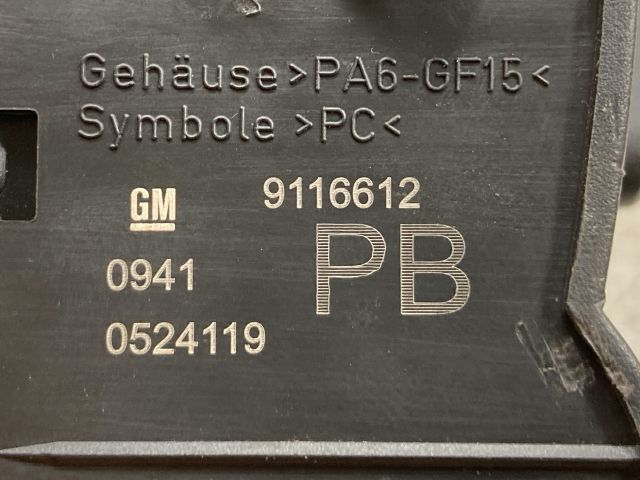 Gehäuse >PA6-GF15<
Symbole >PC<
GM 9116612
0941 PB
0524119